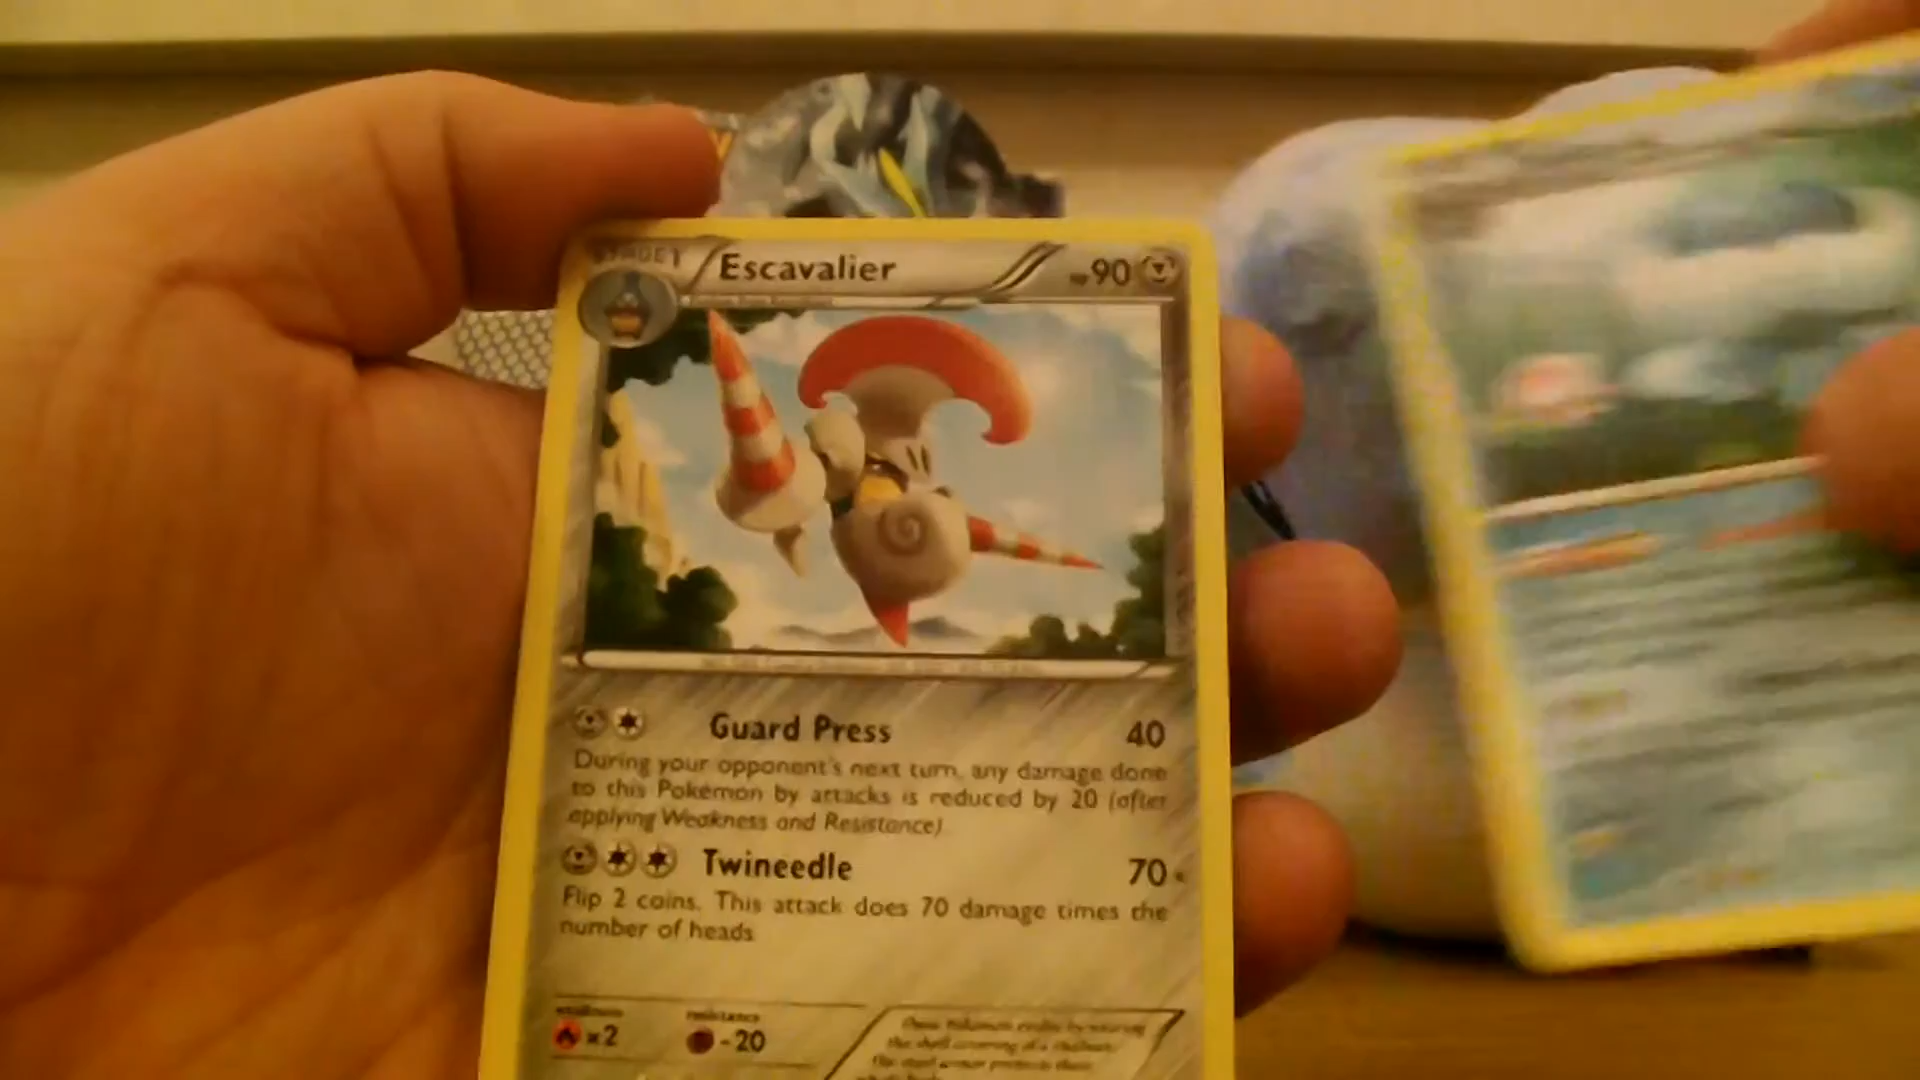 STAGE 1
Escavalier
HP 90
Guard Press 40
During your opponent's next turn, any damage done
to this Pokémon by attacks is reduced by 20 (after
applying Weakness and Resistance).
Twineedle 70×
Flip 2 coins. This attack does 70 damage times the
number of heads.
weakness
×2
resistance
-20